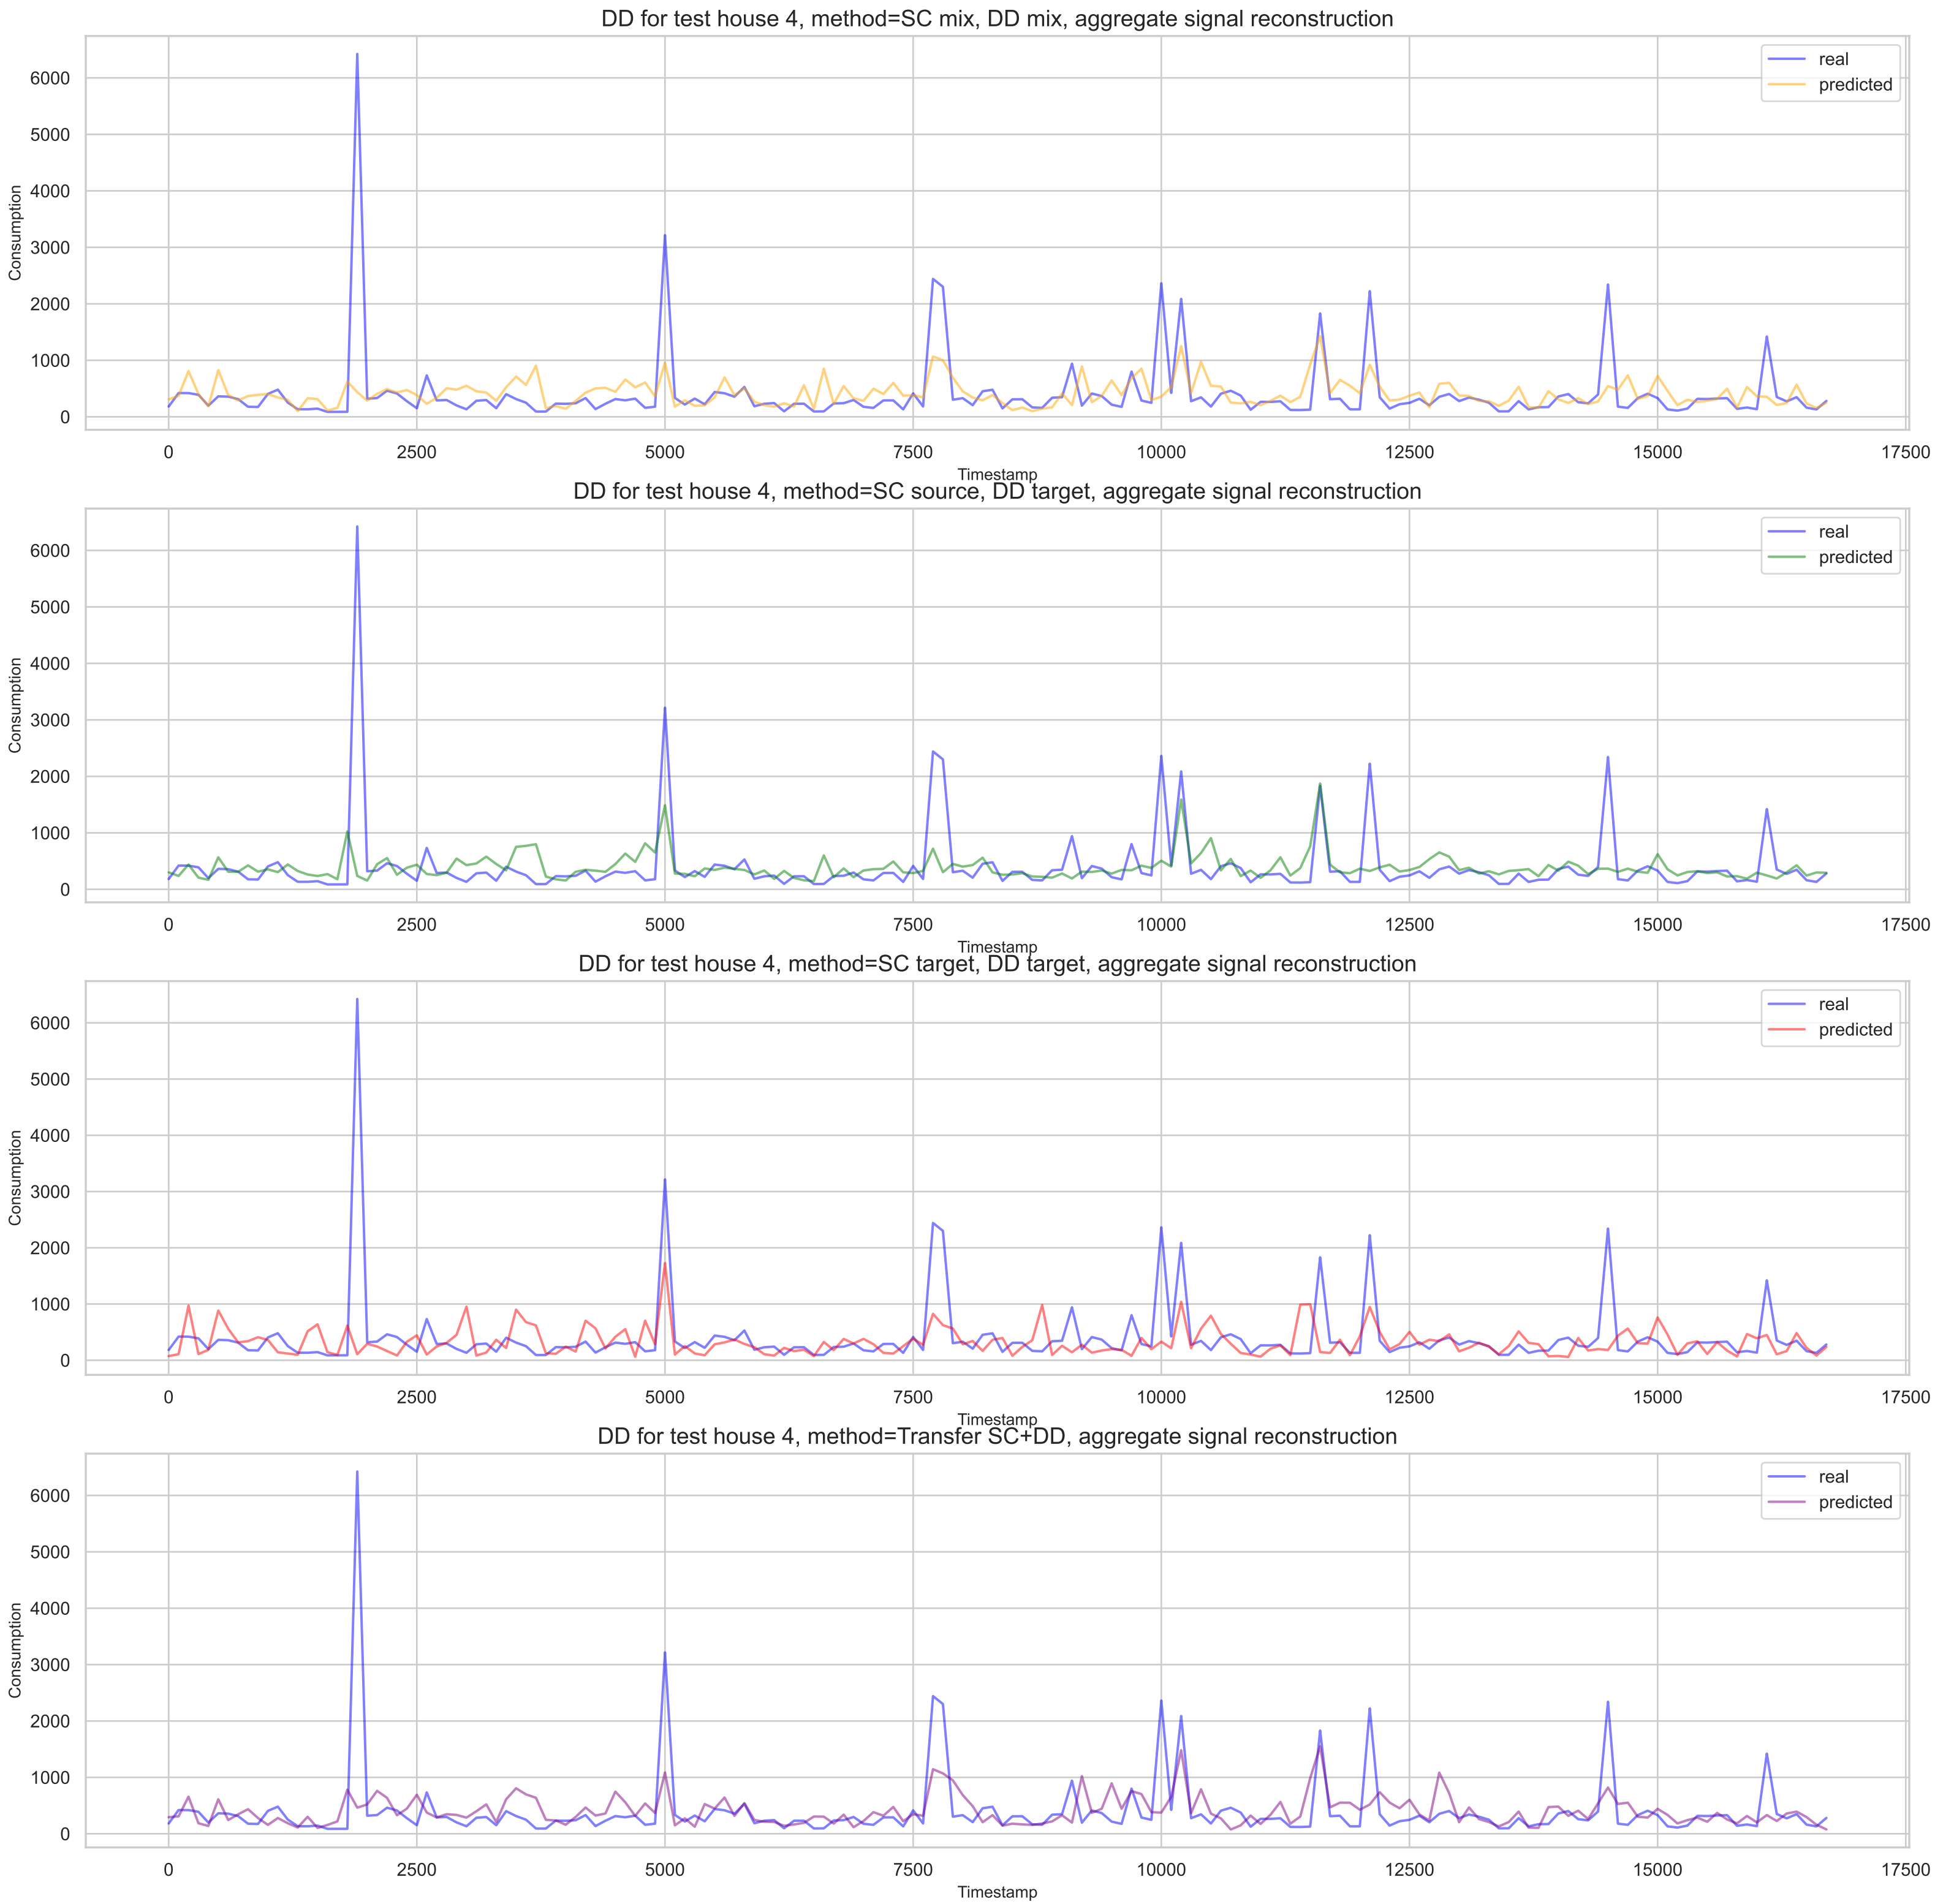 DD for test house 4, method=SC mix, DD mix, aggregate signal reconstruction
real
predicted
6000
5000
4000
3000
2000
1000
0
Consumption
0 2500 5000 7500 10000 12500 15000 17500
Timestamp
DD for test house 4, method=SC source, DD target, aggregate signal reconstruction
real
predicted
6000
5000
4000
3000
2000
1000
0
Consumption
0 2500 5000 7500 10000 12500 15000 17500
Timestamp
DD for test house 4, method=SC target, DD target, aggregate signal reconstruction
real
predicted
6000
5000
4000
3000
2000
1000
0
Consumption
0 2500 5000 7500 10000 12500 15000 17500
Timestamp
DD for test house 4, method=Transfer SC+DD, aggregate signal reconstruction
real
predicted
6000
5000
4000
3000
2000
1000
0
Consumption
0 2500 5000 7500 10000 12500 15000 17500
Timestamp